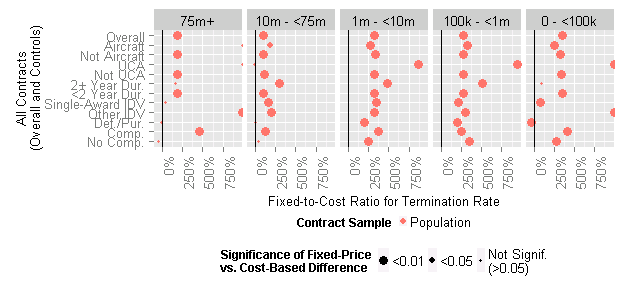 75m+
10m - <75m
1m - <10m
100k - <1m
0 - <100k
All Contracts
(Overall and Controls)
Overall
Aircraft
Not Aircraft
UCA
Not UCA
2+ Year Dur.
<2 Year Dur.
Single-Award IDV
Other IDV
Def/Pur.
Comp.
No Comp.
0%
250%
500%
750%
0%
250%
500%
750%
0%
250%
500%
750%
0%
250%
500%
750%
0%
250%
500%
750%
Fixed-to-Cost Ratio for Termination Rate
Contract Sample Population
Significance of Fixed-Price
vs. Cost-Based Difference
<0.01
<0.05
Not Signif.
(>0.05)